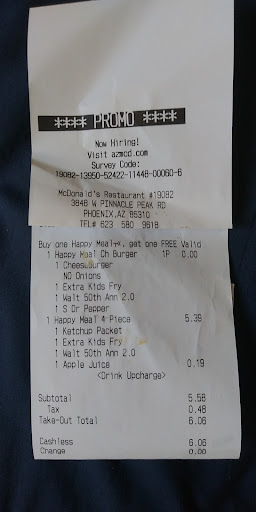 **** PROMO ****
Now Hiring!
Visit azmcd.com
Survey Code:
19082-13950-52422-11448-00060-6
McDonald's Restaurant #19082
3848 W PINNACLE PEAK RD
PHOENIX,AZ 85310
TEL# 623 580 9618
Buy one Happy Meal, get one FREE Valid
1 Happy Meal Ch Burger 1P 0.00
1 Cheeseburger
NO Onions
1 Extra Kids Fry
1 Walt 50th Ann 2.0
1 S Dr Pepper
1 Happy Meal 4 Piece 5.39
1 Ketchup Packet
1 Extra Kids Fry
1 Walt 50th Ann 2.0
1 Apple Juice 0.19
<Drink Upcharge>
Subtotal 5.58
Tax 0.48
Take-Out Total 6.06
Cashless 6.06
Change 0.00